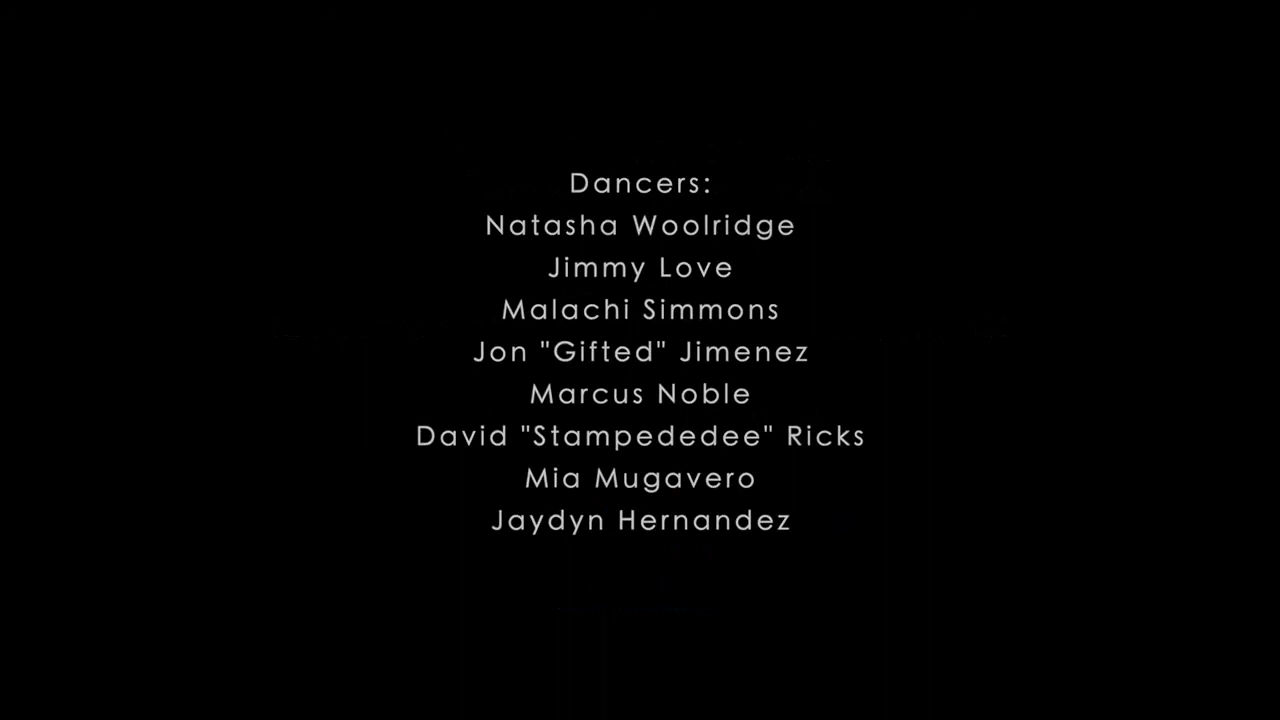 Dancers:
Natasha Woolridge
Jimmy Love
Malachi Simmons
Jon "Gifted" Jimenez
Marcus Noble
David "Stampededee" Ricks
Mia Mugavero
Jaydyn Hernandez